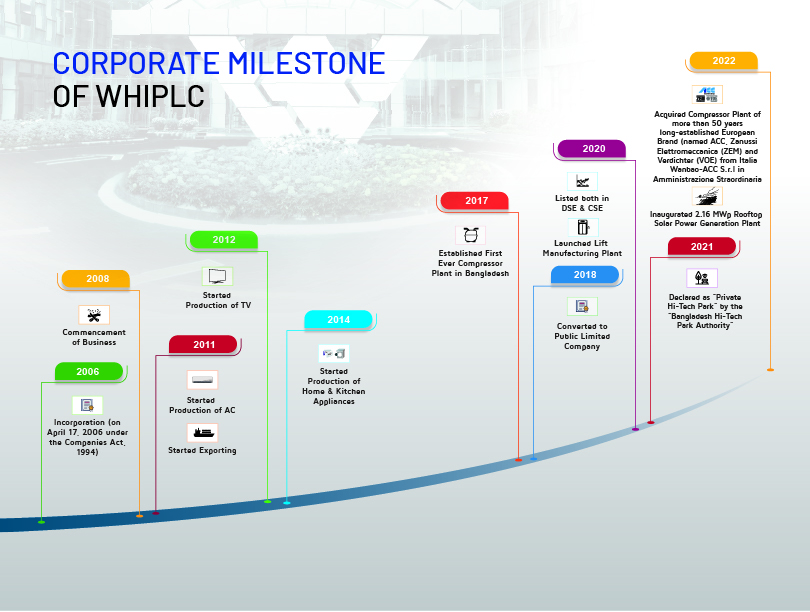 CORPORATE MILESTONE
OF WHIPLC
2006
Incorporation (on
April 17, 2006 under
the Companies Act,
1994)
2008
Commencement
of Business
2011
Started
Production of AC
Started Exporting
2012
Started
Production of TV
2014
Started
Production of
Home & Kitchen
Appliances
2017
Established First
Ever Compressor
Plant in Bangladesh
2018
Converted to
Public Limited
Company
2020
Listed both in
DSE & CSE
Launched Lift
Manufacturing Plant
2021
Declared as "Private
Hi-Tech Park" by the
"Bangladesh Hi-Tech
Park Authority"
2022
Acquired Compressor Plant of
more than 50 years
long-established European
Brand (named ACC, Zanussi
Elettromeccanica (ZEM) and
Verdichter (VOE) from Italia
Wanbao-ACC S.r.l in
Amministrazione Straordinaria
Inaugurated 2.16 MWp Rooftop
Solar Power Generation Plant